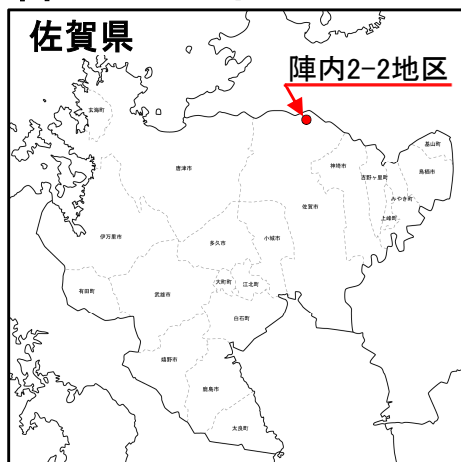 佐賀県
陣内2-2地区
玄海町
唐津市
基山町
鳥栖市
神埼市
吉野ヶ里町
みやき町
上峰町
佐賀市
伊万里市
多久市
小城市
有田町
武雄市
大町町
江北町
白石町
嬉野市
鹿島市
太良町